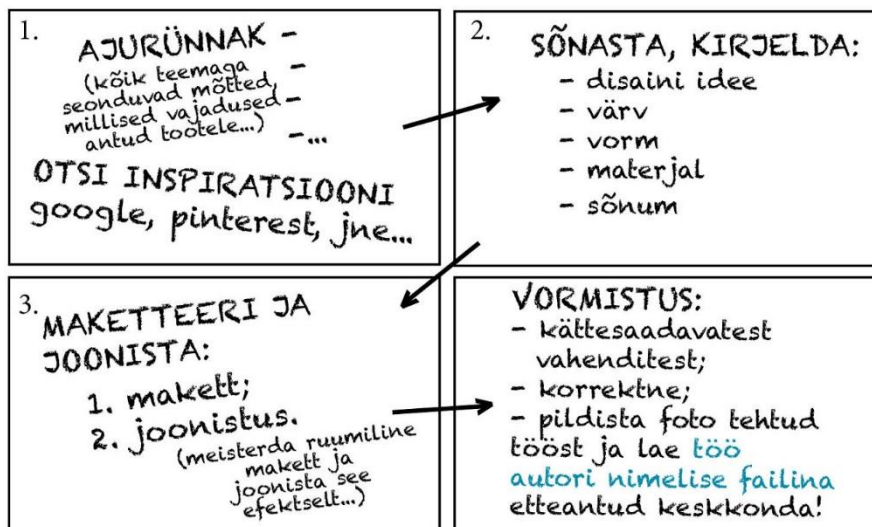 1.
AJURÜNNAK -
(kõik teemaga -
seonduvad mõtted,
millised vajadused -
antud tootele...) -...
OTSI INSPIRATSIOONI
google, pinterest, jne...
2.
SÕNASTA, KIRJELDA:
- disaini idee
- värv
- vorm
- materjal
- sõnum
3.
MAKETTEERI JA
JOONISTA:
1. makett;
2. joonistus.
(meisterda ruumiline
makett ja
joonista see
efektselt...)
VORMISTUS:
- kättesaadavatest
vahenditest;
- korrektne;
- pildista foto tehtud
tööst ja lae töö
autori nimelise failina
etteantud keskkonda!